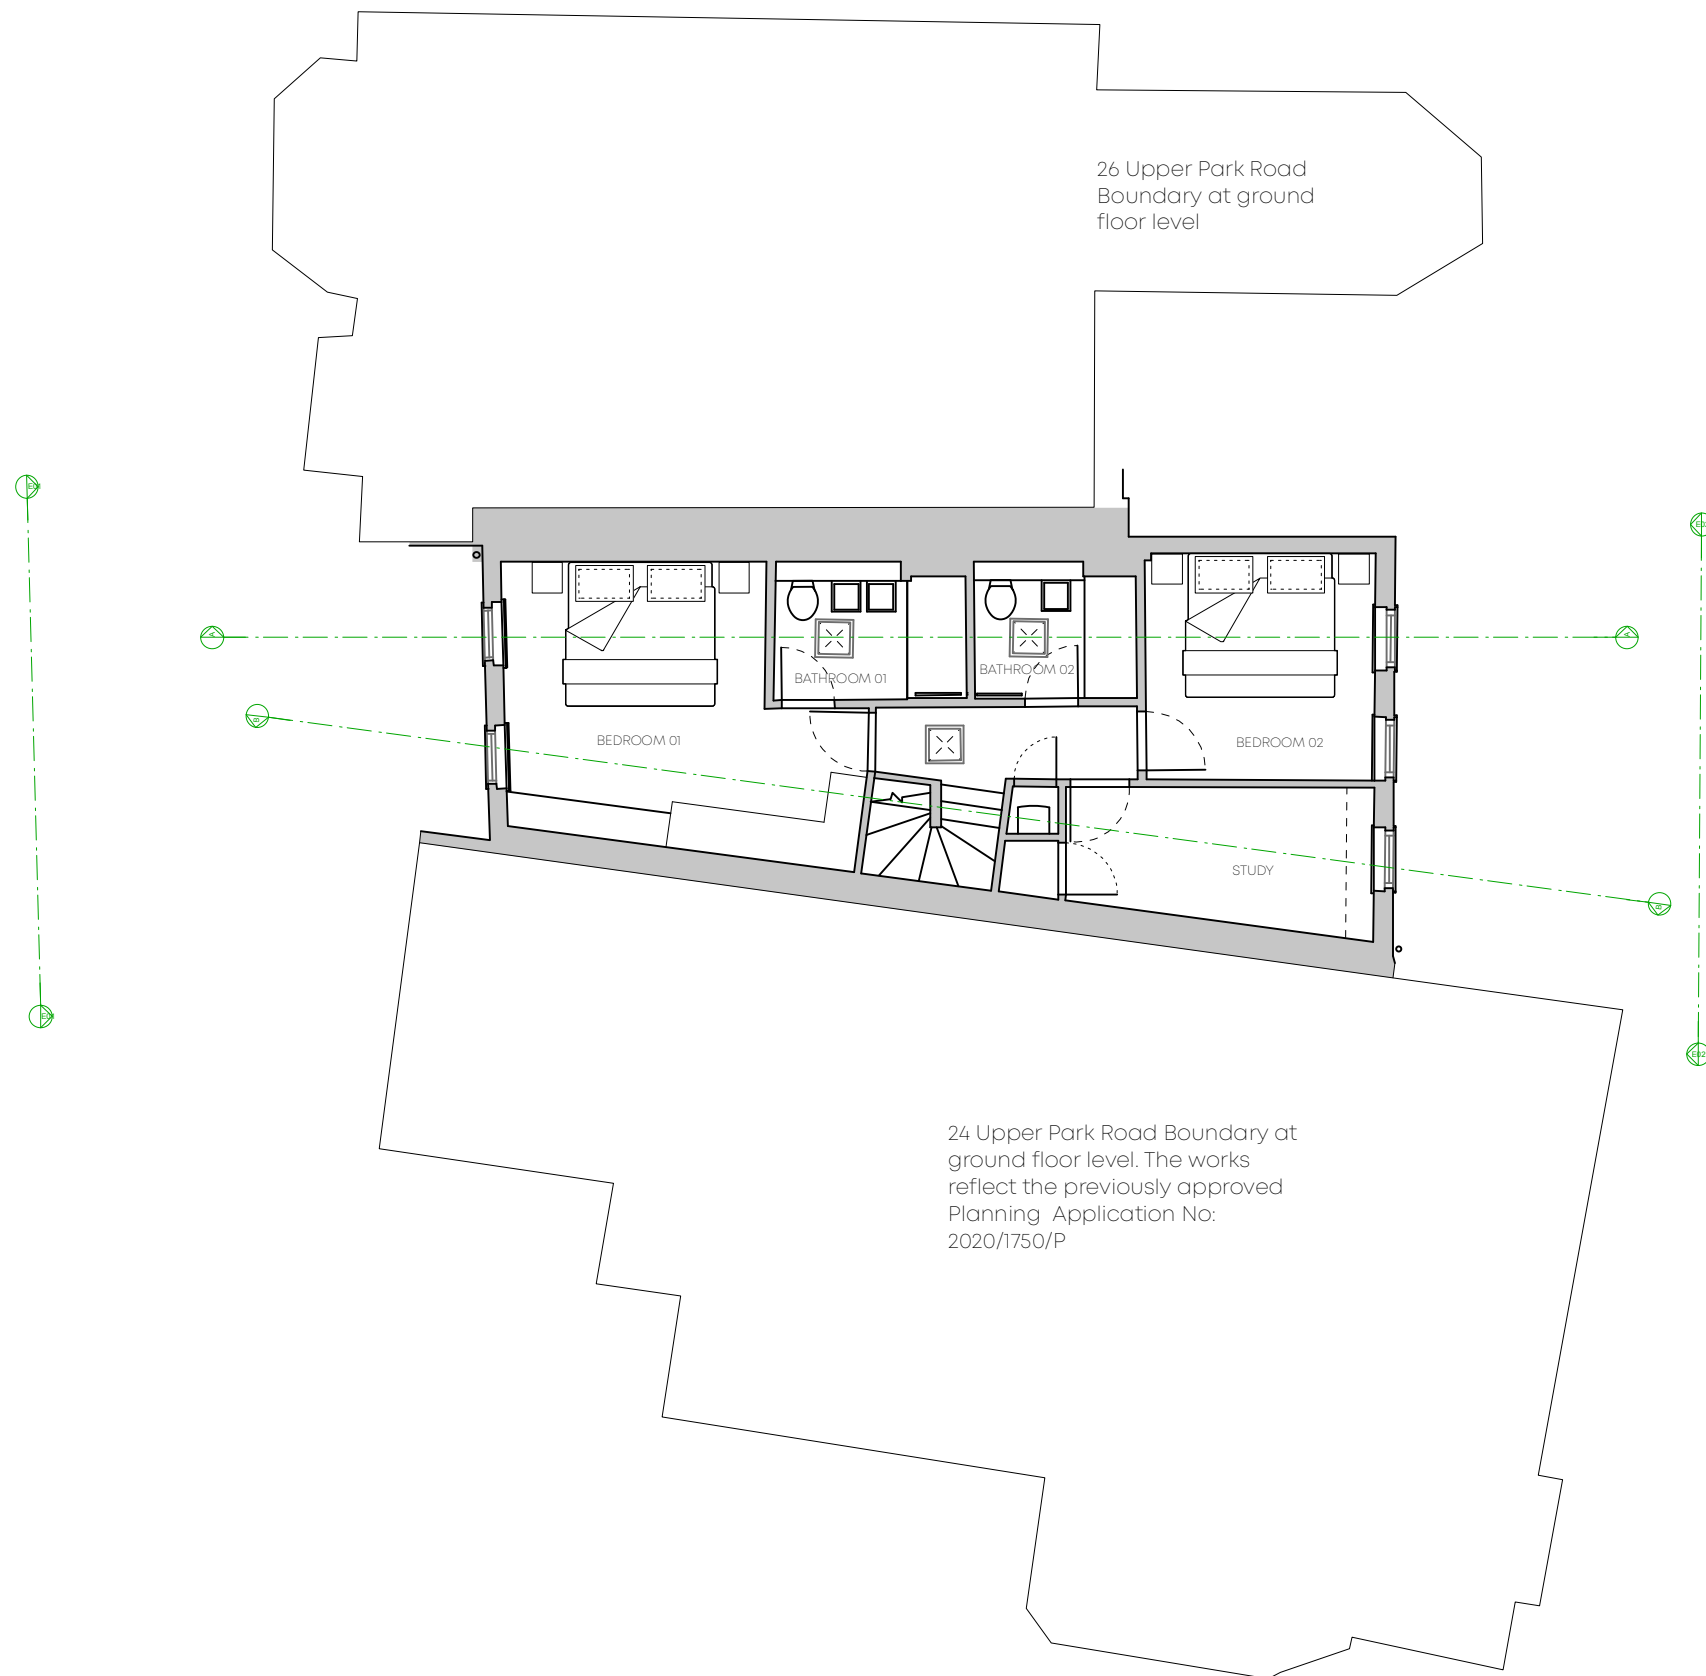 26 Upper Park Road
Boundary at ground
floor level
A
A
BATHROOM 01
BATHROOM 02
B
BEDROOM 01
BEDROOM 02
STUDY
B
E02
24 Upper Park Road Boundary at
ground floor level. The works
reflect the previously approved
Planning  Application No:
2020/1750/P